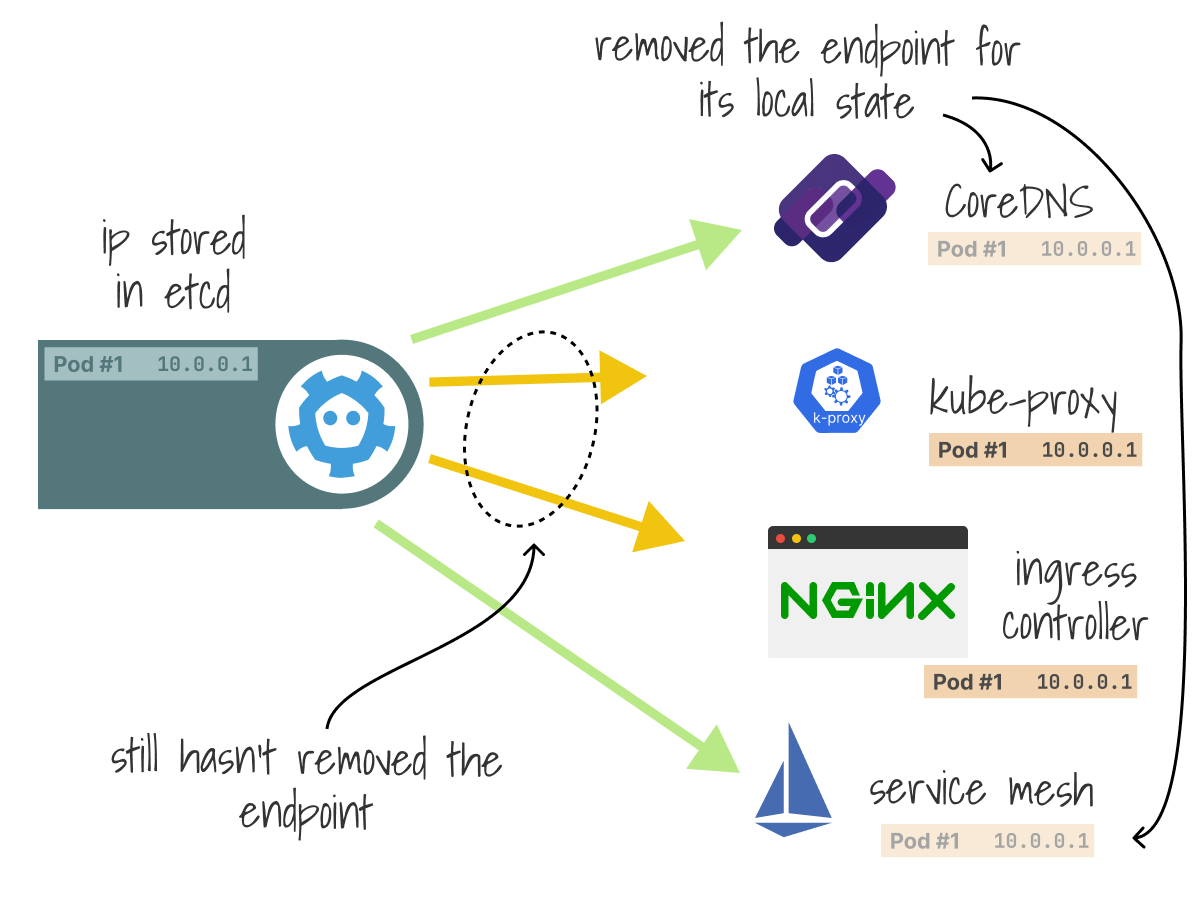 removed the endpoint for
its local state
CoreDNS
Pod #1 10.0.0.1
ip stored
in etcd
Pod #1 10.0.0.1
k-proxy
kube-proxy
Pod #1 10.0.0.1
NGINX
ingress
controller
Pod #1 10.0.0.1
still hasn't removed the
endpoint
service mesh
Pod #1 10.0.0.1